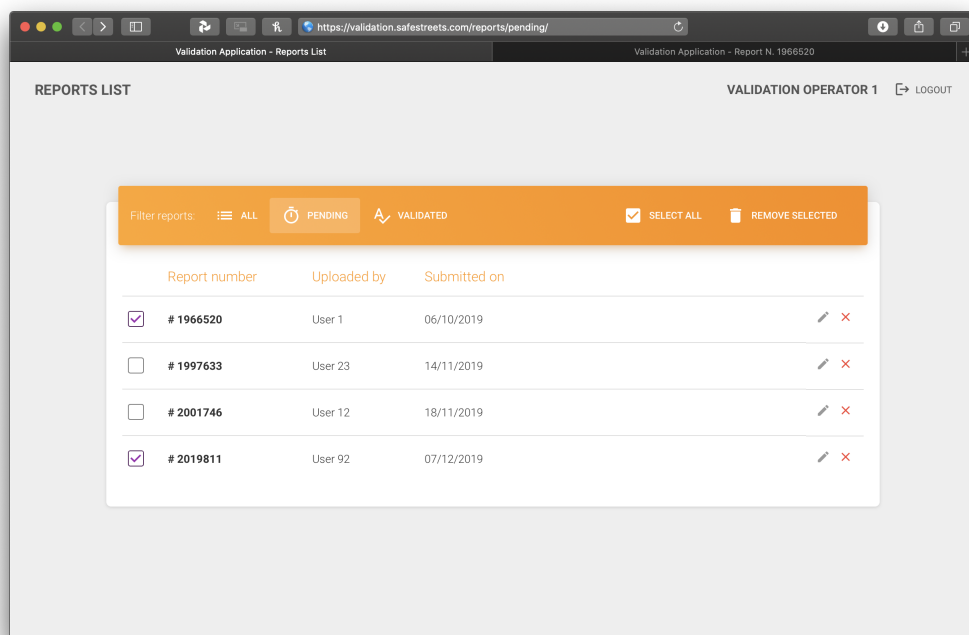 https://validation.safestreets.com/reports/pending/
Validation Application - Reports List
Validation Application - Report N. 1966520
REPORTS LIST
VALIDATION OPERATOR 1
LOGOUT
Filter reports: ALL PENDING VALIDATED SELECT ALL REMOVE SELECTED
Report number Uploaded by Submitted on
# 1966520 User 1 06/10/2019
# 1997633 User 23 14/11/2019
# 2001746 User 12 18/11/2019
# 2019811 User 92 07/12/2019